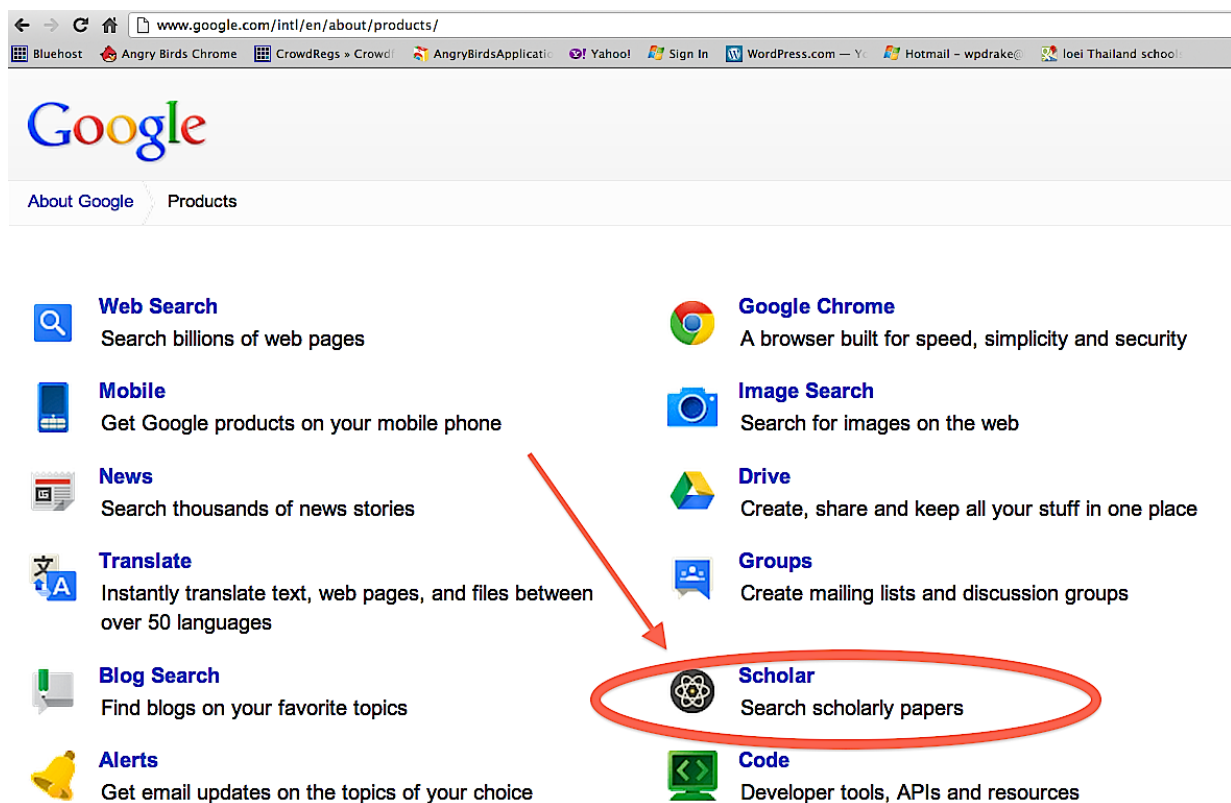 www.google.com/intl/en/about/products/
Bluehost Angry Birds Chrome CrowdRegs » Crowdf AngryBirdsApplicatio Yahoo! Sign In WordPress.com — Yo Hotmail – wpdrake@ loei Thailand schools
Google
About Google Products
Web Search
Search billions of web pages
Google Chrome
A browser built for speed, simplicity and security
Mobile
Get Google products on your mobile phone
Image Search
Search for images on the web
News
Search thousands of news stories
Drive
Create, share and keep all your stuff in one place
Translate
Instantly translate text, web pages, and files between
over 50 languages
Groups
Create mailing lists and discussion groups
Blog Search
Find blogs on your favorite topics
Scholar
Search scholarly papers
Alerts
Get email updates on the topics of your choice
Code
Developer tools, APIs and resources